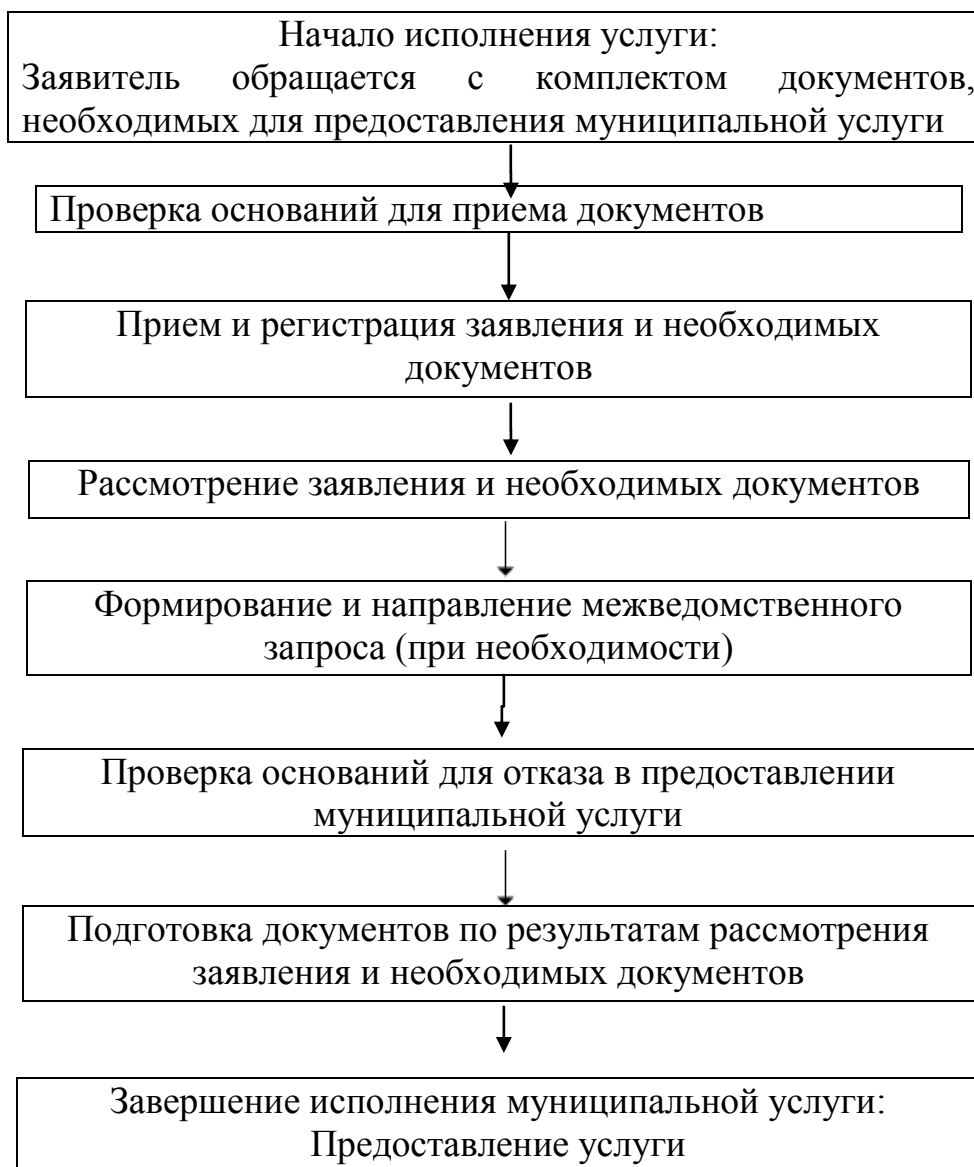 Начало исполнения услуги:
Заявитель обращается с комплектом документов,
необходимых для предоставления муниципальной услуги
Проверка оснований для приема документов
Прием и регистрация заявления и необходимых
документов
Рассмотрение заявления и необходимых документов
Формирование и направление межведомственного
запроса (при необходимости)
Проверка оснований для отказа в предоставлении
муниципальной услуги
Подготовка документов по результатам рассмотрения
заявления и необходимых документов
Завершение исполнения муниципальной услуги:
Предоставление услуги